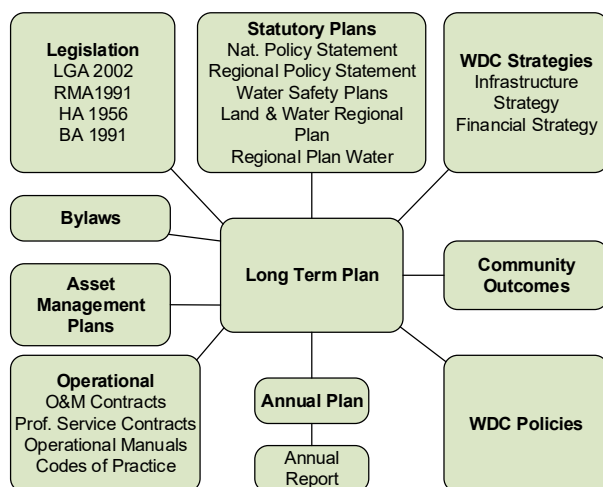 Legislation
LGA 2002
RMA1991
HA 1956
BA 1991
Statutory Plans
Nat. Policy Statement
Regional Policy Statement
Water Safety Plans
Land & Water Regional
Plan
Regional Plan Water
WDC Strategies
Infrastructure
Strategy
Financial Strategy
Bylaws
Long Term Plan
Community
Outcomes
Asset
Management
Plans
Operational
O&M Contracts
Prof. Service Contracts
Operational Manuals
Codes of Practice
Annual Plan
Annual
Report
WDC Policies